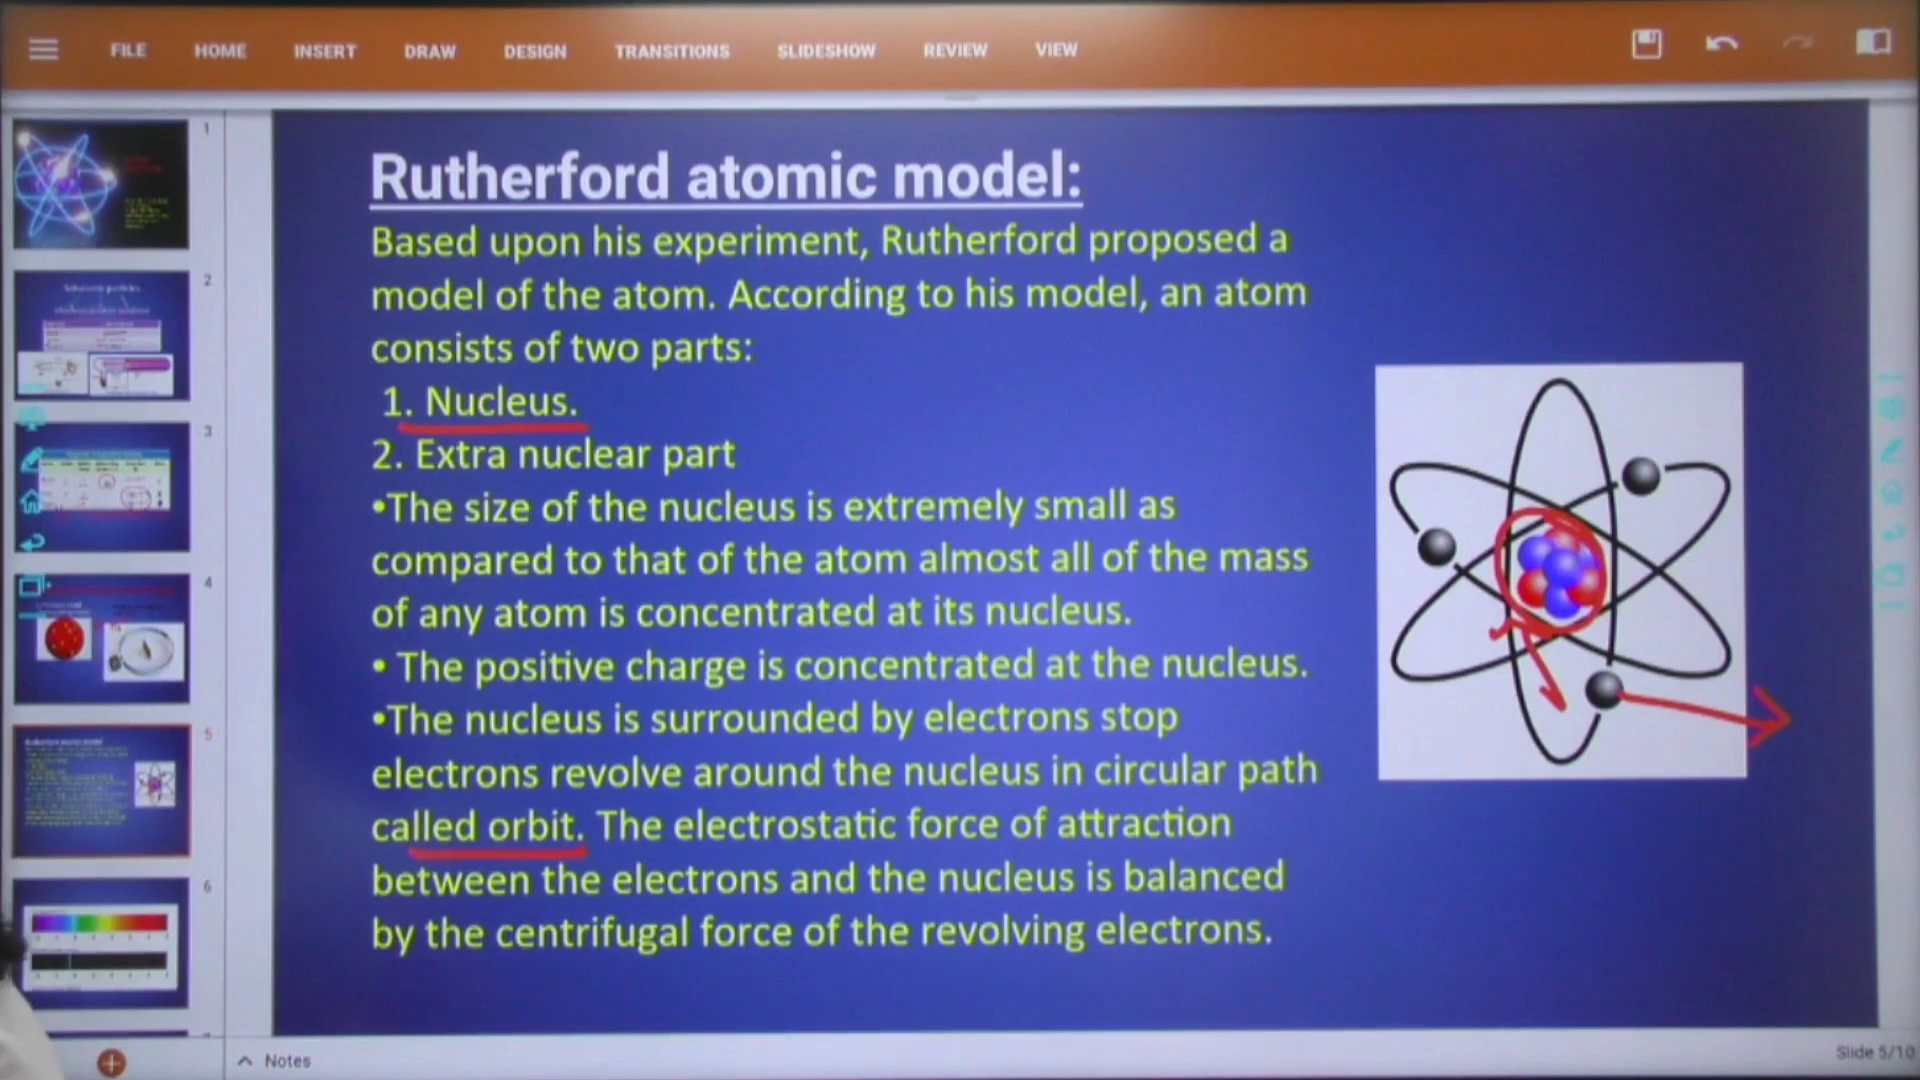 FILE HOME INSERT DRAW DESIGN TRANSITIONS SLIDESHOW REVIEW VIEW
1
2
3
4
5
6
Rutherford atomic model:
Based upon his experiment, Rutherford proposed a
model of the atom. According to his model, an atom
consists of two parts:
1. Nucleus.
2. Extra nuclear part
•The size of the nucleus is extremely small as
compared to that of the atom almost all of the mass
of any atom is concentrated at its nucleus.
• The positive charge is concentrated at the nucleus.
•The nucleus is surrounded by electrons stop
electrons revolve around the nucleus in circular path
called orbit. The electrostatic force of attraction
between the electrons and the nucleus is balanced
by the centrifugal force of the revolving electrons.
Notes
Slide 5/10